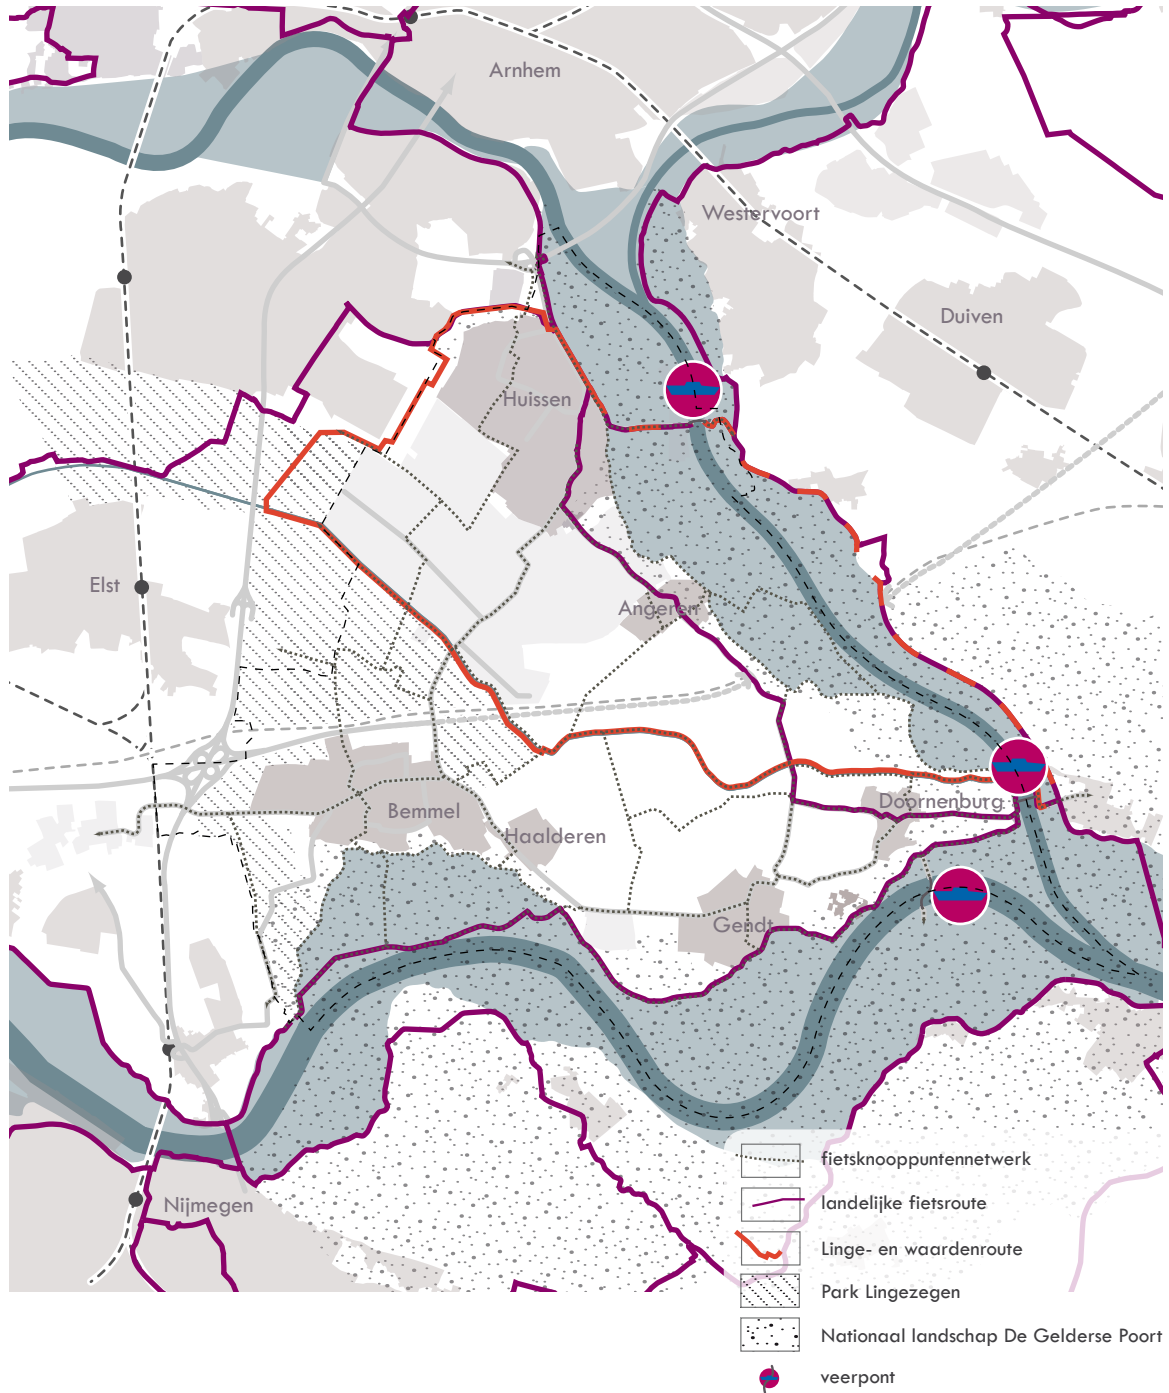 Arnhem
Westervoort
Duiven
Huissen
Elst
Angeren
Bemmel
Doornenburg
Haalderen
Gendt
Nijmegen
fietsknooppuntennetwerk
landelijke fietsroute
Linge- en waardenroute
Park Lingezegen
Nationaal landschap De Gelderse Poort
veerpont